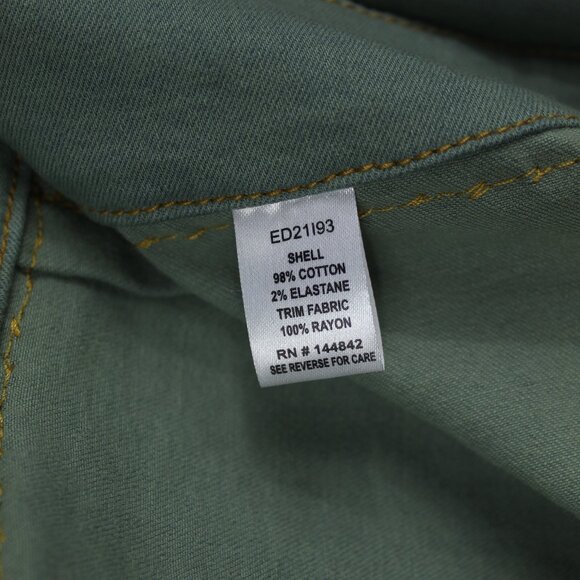 ED21I93
SHELL
98% COTTON
2% ELASTANE
TRIM FABRIC
100% RAYON
RN # 144842
SEE REVERSE FOR CARE